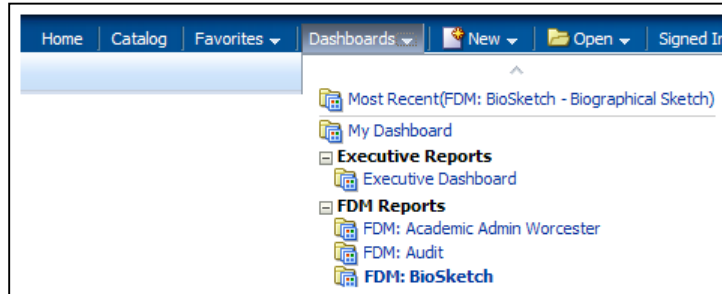 Home Catalog Favorites Dashboards New Open Signed In
Most Recent(FDM: BioSketch - Biographical Sketch)
My Dashboard
Executive Reports
Executive Dashboard
FDM Reports
FDM: Academic Admin Worcester
FDM: Audit
FDM: BioSketch